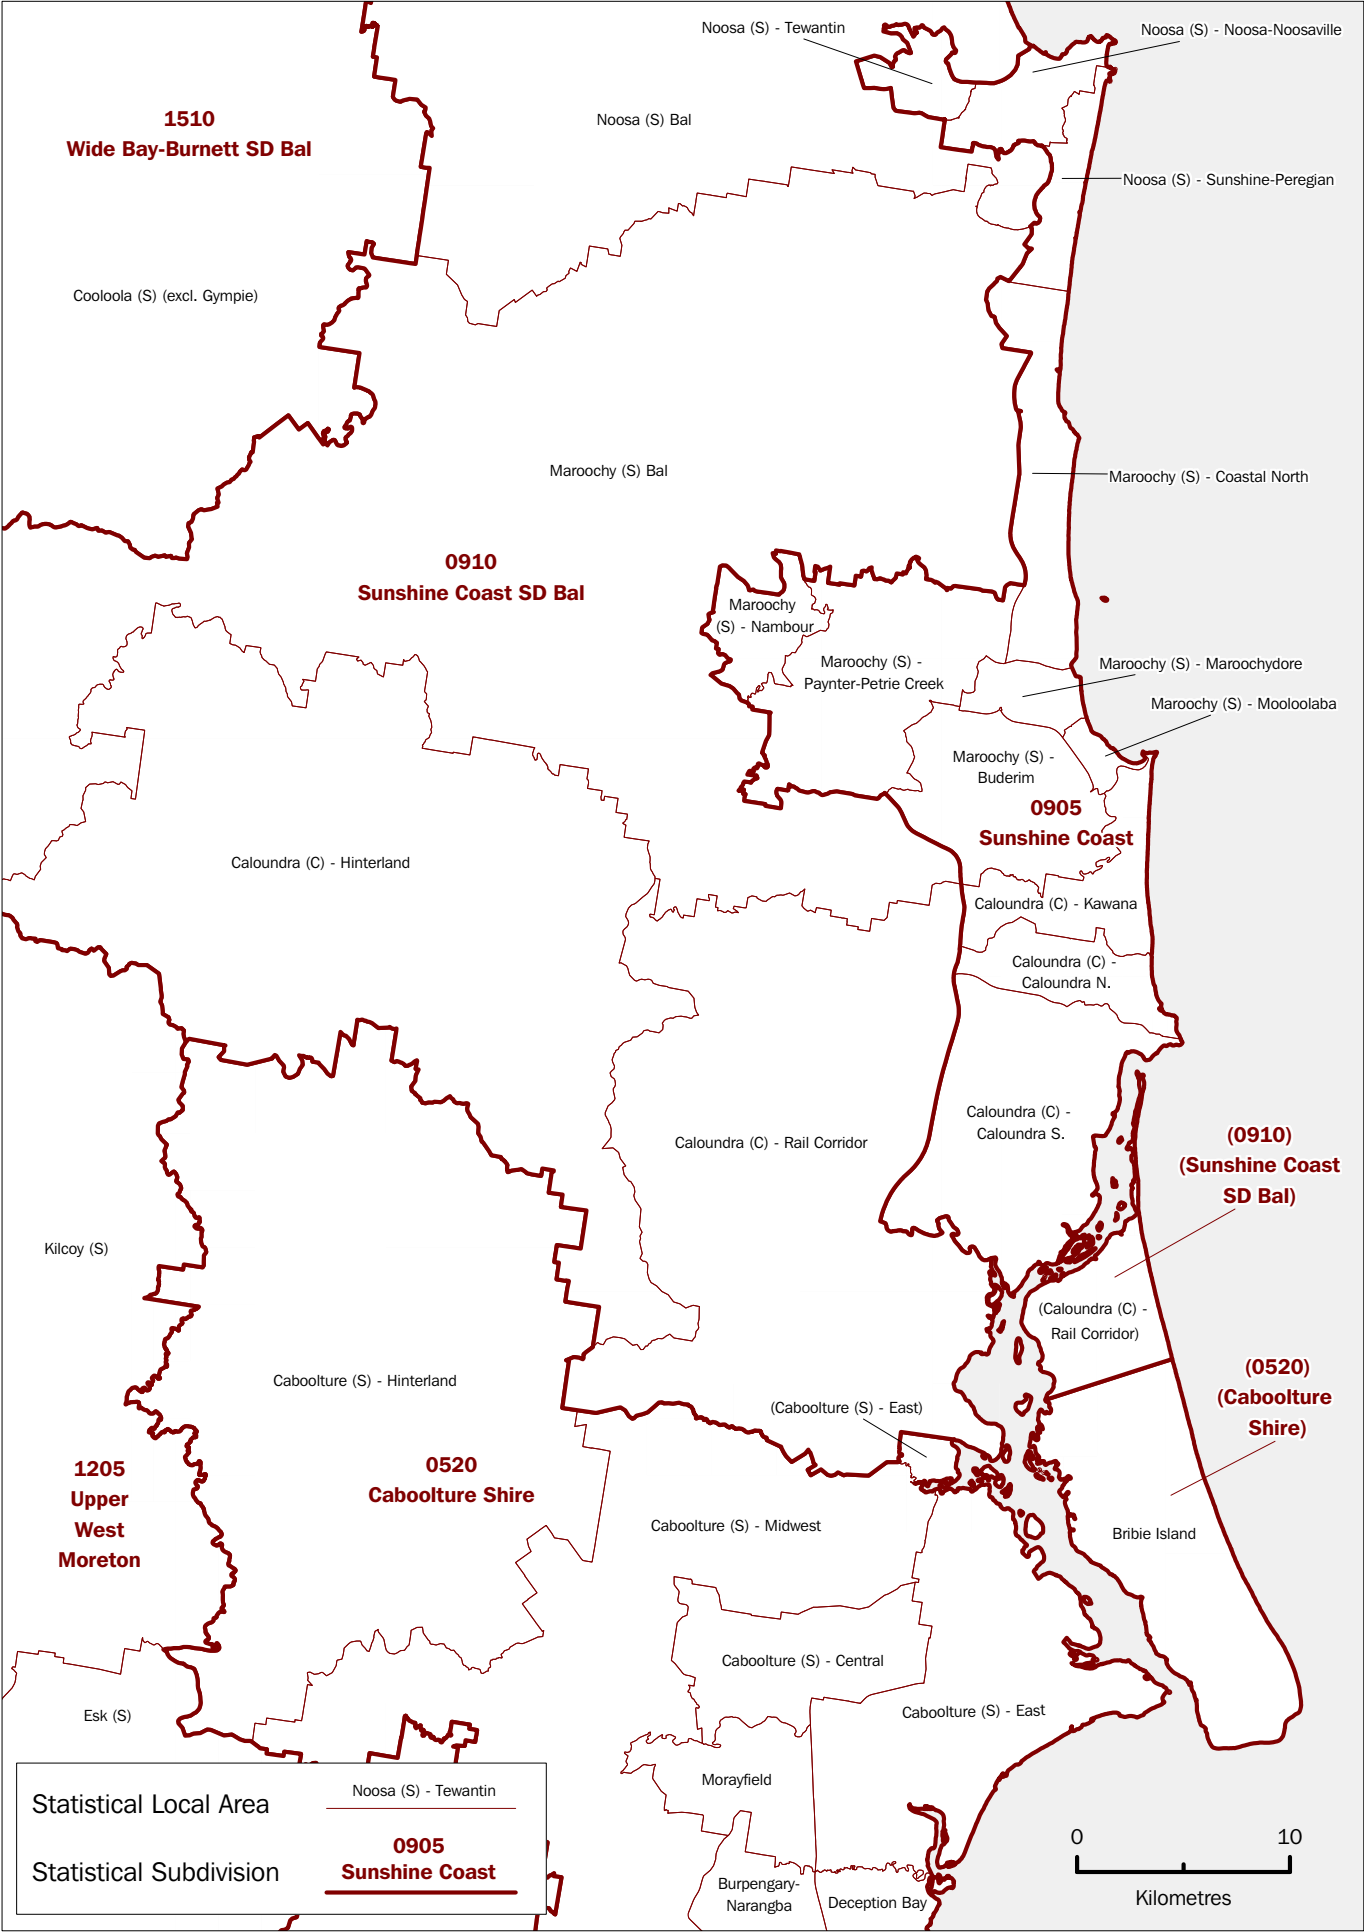 Noosa (S) - Tewantin
Noosa (S) - Noosa-Noosaville
1510
Wide Bay-Burnett SD Bal
Noosa (S) Bal
Noosa (S) - Sunshine-Peregian
Cooloola (S) (excl. Gympie)
Maroochy (S) Bal
Maroochy (S) - Coastal North
0910
Sunshine Coast SD Bal
Maroochy
(S) - Nambour
Maroochy (S) -
Paynter-Petrie Creek
Maroochy (S) - Maroochydore
Maroochy (S) - Mooloolaba
Maroochy (S) -
Buderim
0905
Sunshine Coast
Caloundra (C) - Hinterland
Caloundra (C) - Kawana
Caloundra (C) -
Caloundra N.
Caloundra (C) -
Caloundra S.
Caloundra (C) - Rail Corridor
(0910)
(Sunshine Coast
SD Bal)
Kilcoy (S)
(Caloundra (C) -
Rail Corridor)
Caboolture (S) - Hinterland
(0520)
(Caboolture
Shire)
(Caboolture (S) - East)
1205
Upper
West
Moreton
0520
Caboolture Shire
Caboolture (S) - Midwest
Bribie Island
Caboolture (S) - Central
Caboolture (S) - East
Esk (S)
Morayfield
Burpengary-
Narangba
Deception Bay
Statistical Local Area
Noosa (S) - Tewantin
Statistical Subdivision
0905
Sunshine Coast
0 10
Kilometres